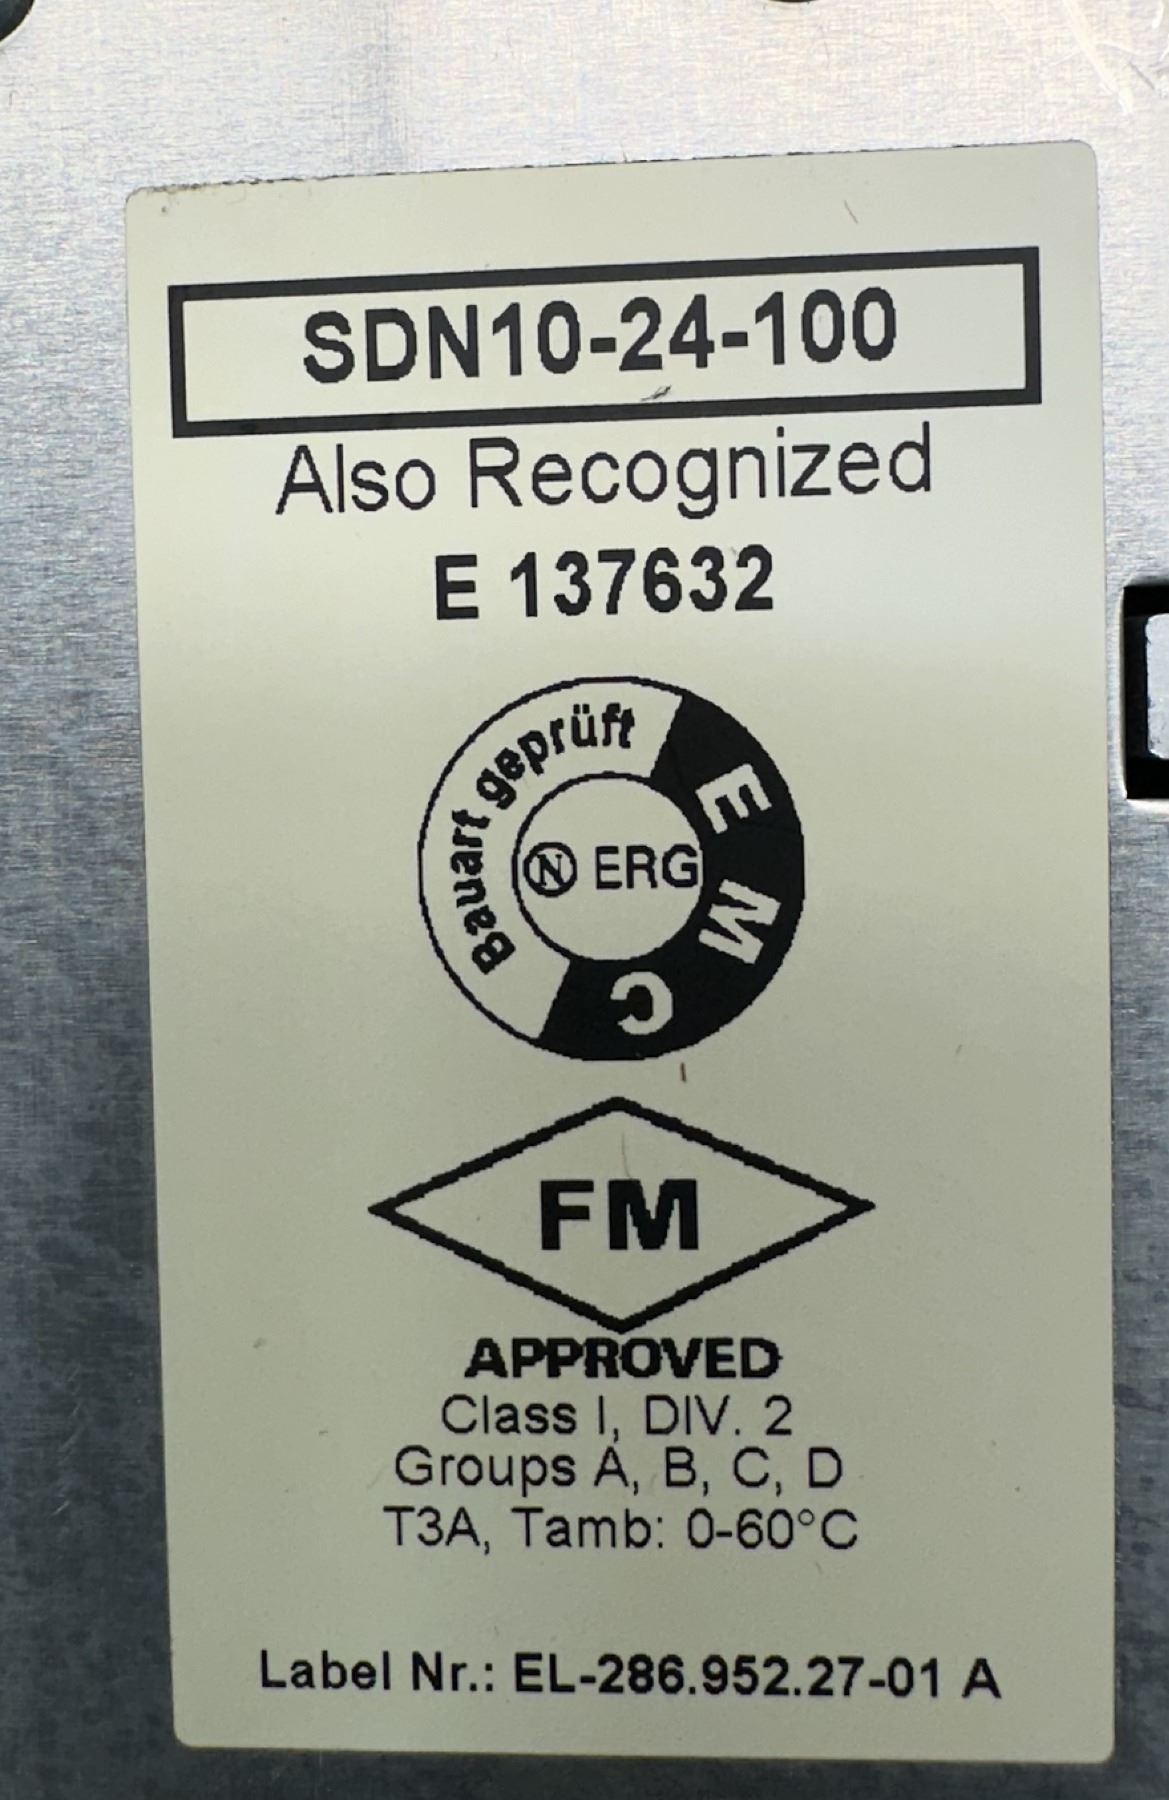 SDN10-24-100
Also Recognized
E 137632
Bauart geprüft
EMC
N ERG
FM
APPROVED
Class I, DIV. 2
Groups A, B, C, D
T3A, Tamb: 0-60°C
Label Nr.: EL-286.952.27-01 A